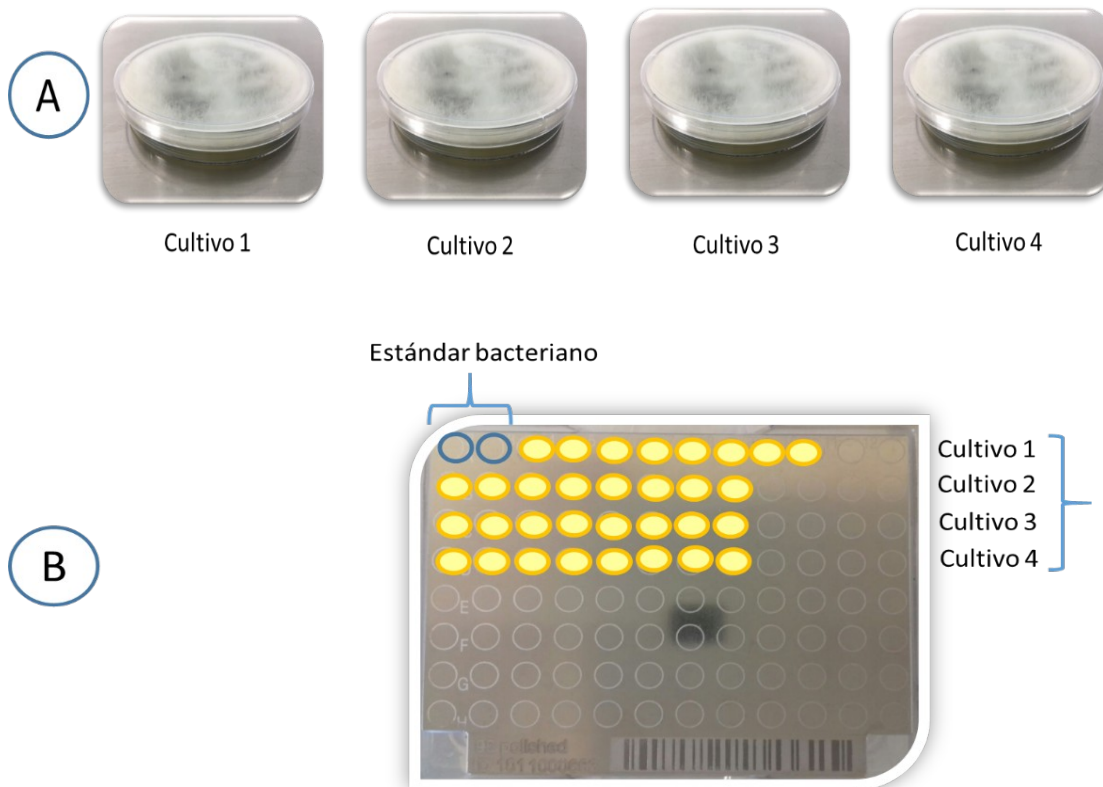 A
Cultivo 1
Cultivo 2
Cultivo 3
Cultivo 4
Estándar bacteriano
Cultivo 1
Cultivo 2
Cultivo 3
Cultivo 4
B
E
F
G
H